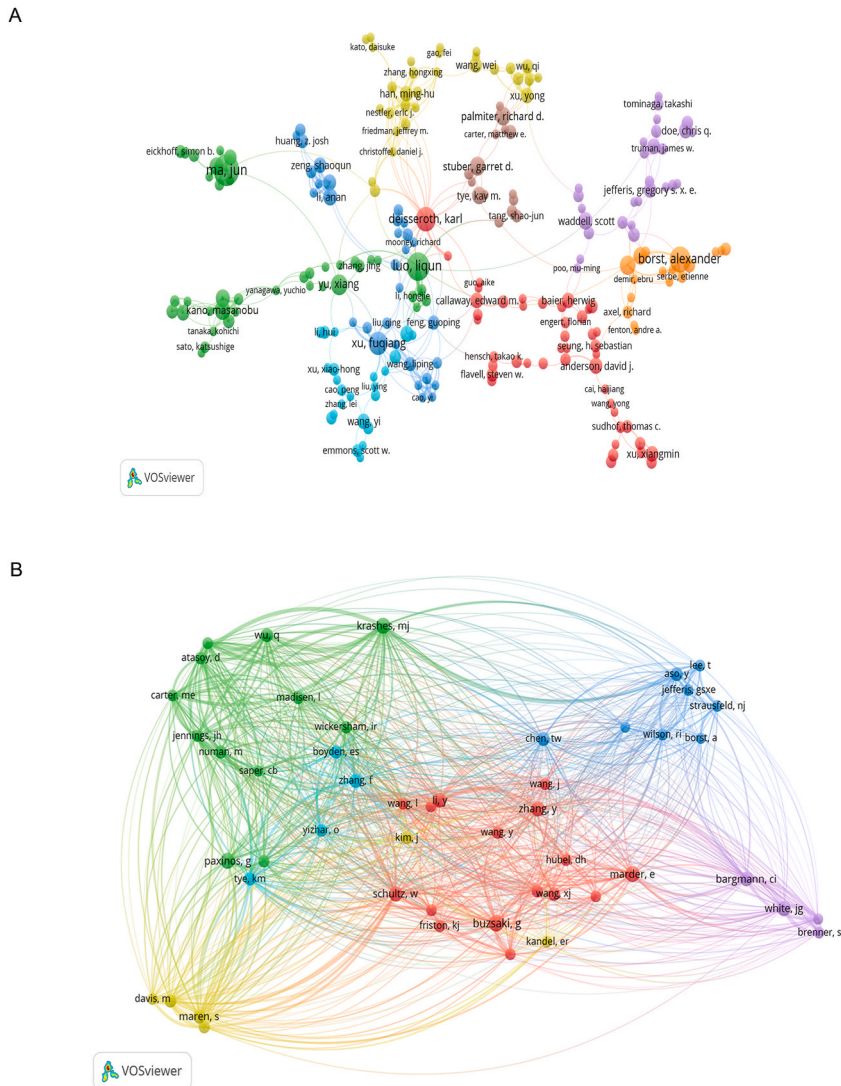 A
kato, daisuke
gao, fei
zhang, hongxing
wang, wei
wu, qi
han, ming-hu
xu, yong
nestler, eric j.
friedman, jeffrey m.
christoffel, daniel j.
palmiter, richard d.
carter, matthew e.
tominaga, takashi
doe, chris q.
truman, james w.
huang, z. josh
eickhoff, simon b.
ma, jun
zeng, shaoqun
li, anan
stuber, garret d.
tye, kay m.
jefferis, gregory s. x. e.
deisseroth, karl
tang, shao-jun
waddell, scott
mooney, richard
luo, liqun
zhang, jing
poo, mu-ming
borst, alexander
demir, ebru
serbe, etienne
yanagawa, yuchio
yu, xiang
li, hongjie
guo, aike
callaway, edward m.
baier, herwig
axel, richard
kano, masanobu
tanaka, kohichi
sato, katsushige
liu, qing
feng, guoping
engert, florian
fenton, andre a.
li, hui
xu, fuqiang
seung, h. sebastian
wang, liping
hensch, takao k.
anderson, david j.
flavell, steven w.
xu, xiao-hong
cao, peng
liu, ying
zhang, lei
cao, yi
cai, haijiang
wang, yong
wang, yi
sudhof, thomas c.
emmons, scott w.
xu, xiangmin
VOSviewer
B
krashes, mj
wu, q
atasoy, d
lee, t
aso, y
carter, me
madisen, l
jefferis, gsxe
strausfeld, nj
wickersham, ir
jennings, jh
numan, m
boyden, es
chen, tw
wilson, ri
borst, a
saper, cb
zhang, f
wang, j
wang, l
li, y
zhang, y
yizhar, o
kim, j
wang, y
paxinos, g
hubel, dh
tye, km
marder, e
bargmann, ci
schultz, w
wang, xj
white, jg
friston, kj
buzsaki, g
brenner, s
kandel, er
davis, m
maren, s
VOSviewer